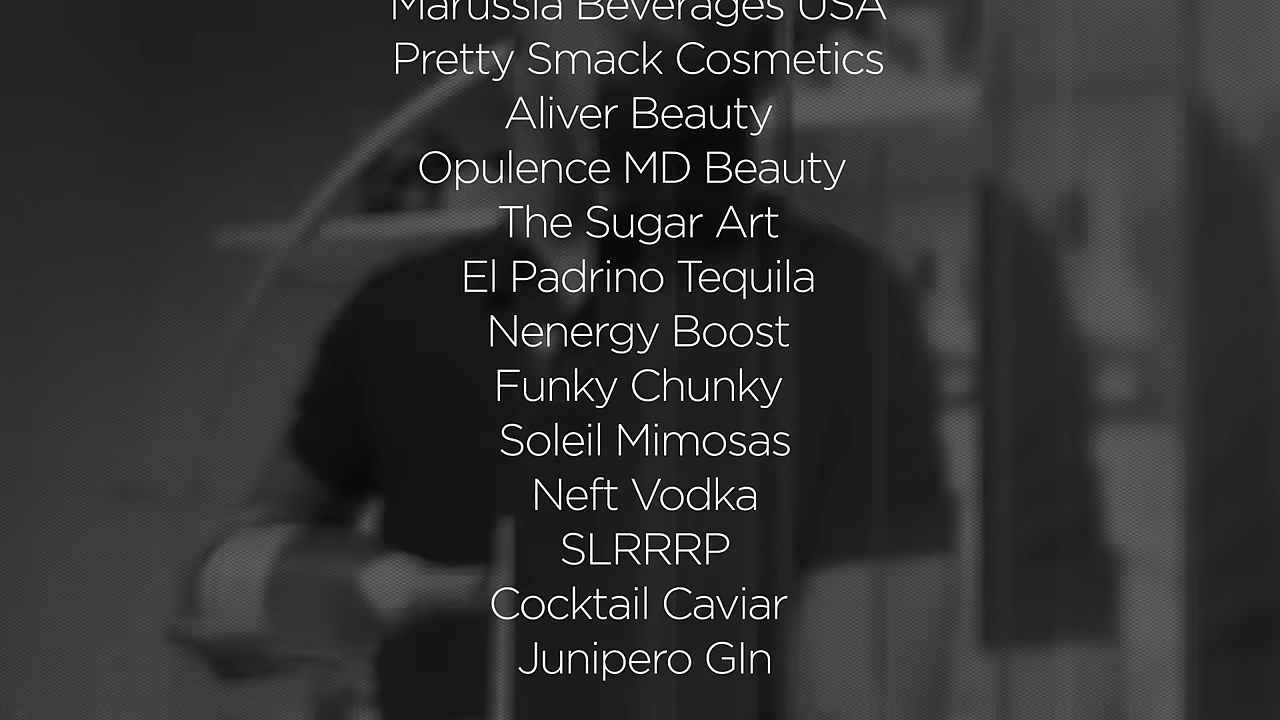 Marussia Beverages USA
Pretty Smack Cosmetics
Aliver Beauty
Opulence MD Beauty
The Sugar Art
El Padrino Tequila
Nenergy Boost
Funky Chunky
Soleil Mimosas
Neft Vodka
SLRRRP
Cocktail Caviar
Junipero GIn